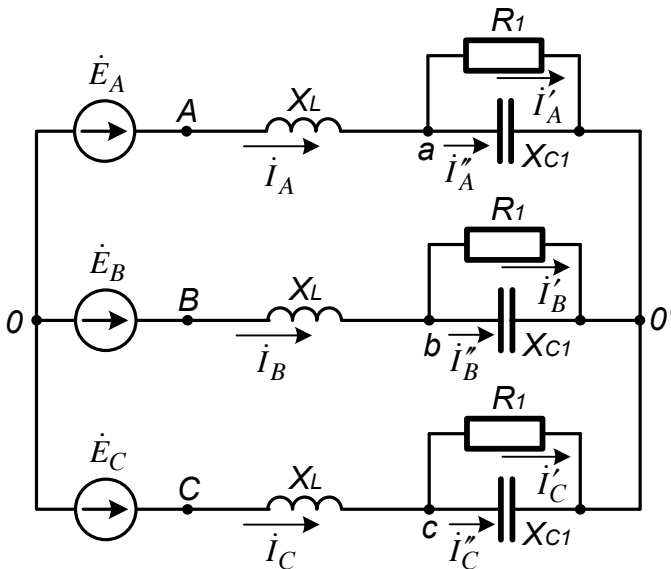 R1
Ė_A A X_L İ′_A
a İ″_A X_C1
İ_A
R1
Ė_B X_L İ′_B
0 B 0'
b İ″_B X_C1
İ_B
R1
Ė_C C X_L İ′_C
c İ″_C X_C1
İ_C